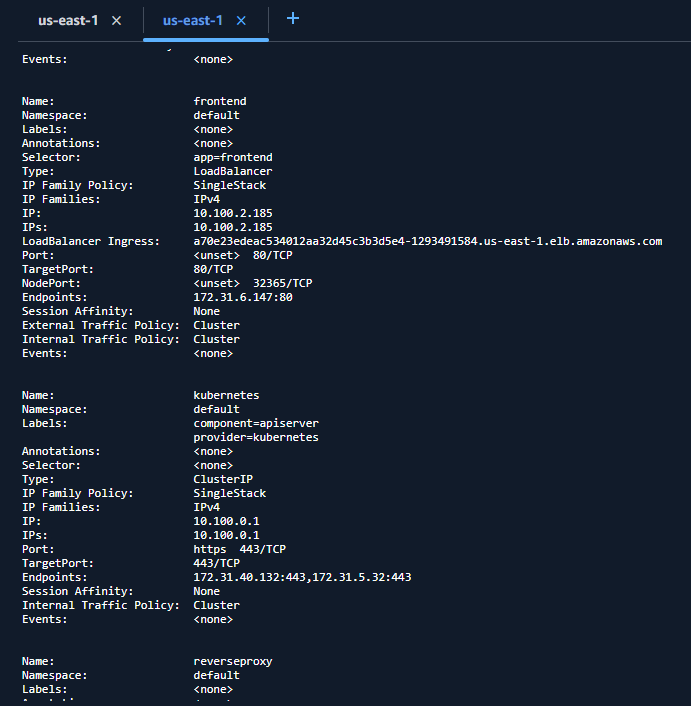 us-east-1 × us-east-1 × +
Events: <none>
Name: frontend
Namespace: default
Labels: <none>
Annotations: <none>
Selector: app=frontend
Type: LoadBalancer
IP Family Policy: SingleStack
IP Families: IPv4
IP: 10.100.2.185
IPs: 10.100.2.185
LoadBalancer Ingress: a70e23edeac534012aa32d45c3b3d5e4-1293491584.us-east-1.elb.amazonaws.com
Port: <unset> 80/TCP
TargetPort: 80/TCP
NodePort: <unset> 32365/TCP
Endpoints: 172.31.6.147:80
Session Affinity: None
External Traffic Policy: Cluster
Internal Traffic Policy: Cluster
Events: <none>
Name: kubernetes
Namespace: default
Labels: component=apiserver
provider=kubernetes
Annotations: <none>
Selector: <none>
Type: ClusterIP
IP Family Policy: SingleStack
IP Families: IPv4
IP: 10.100.0.1
IPs: 10.100.0.1
Port: https 443/TCP
TargetPort: 443/TCP
Endpoints: 172.31.40.132:443,172.31.5.32:443
Session Affinity: None
Internal Traffic Policy: Cluster
Events: <none>
Name: reverseproxy
Namespace: default
Labels: <none>